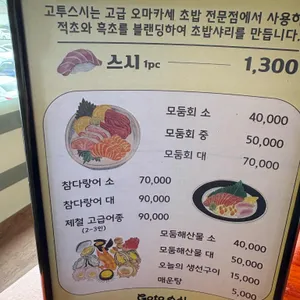 고투스시는 고급 오마카세 초밥 전문점에서 사용하
적초와 흑초를 블랜딩하여 초밥샤리를 만듭니다.
스시 1pc 1,300
모둠회 소 40,000
모둠회 중 50,000
모둠회 대 70,000
참다랑어 소 70,000
참다랑어 대 90,000
제철 고급어종 90,000
(2-3인)
모둠해산물 소 40,000
모둠해산물 대 50,000
오늘의 생선구이 15,000
매운탕 5,000
Goto 스시